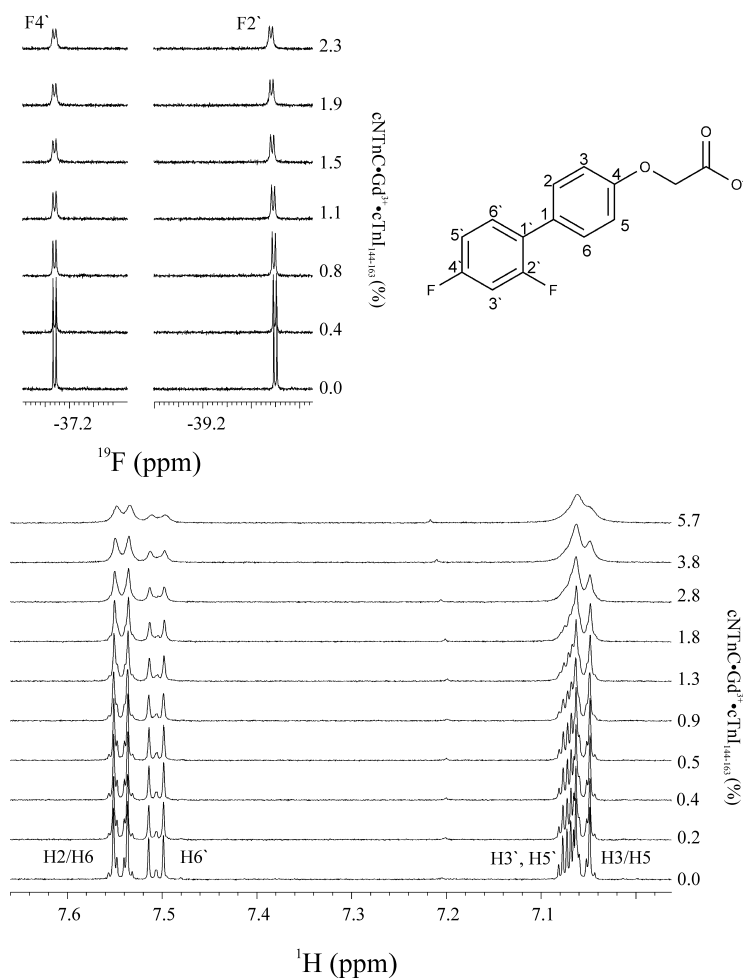 F4` F2`
2.3
1.9
1.5
1.1
0.8
0.4
0.0
cNTnC•Gd³⁺•cTnI₁₄₄₋₁₆₃(%)
-37.2 -39.2
¹⁹F (ppm)
O
3
4 O
2 O
1 5
6` 6
5` 1`
4` 2`
F 3` F
5.7
3.8
2.8
1.8
1.3
0.9
0.5
0.4
0.2
0.0
H2/H6 H6` H3`, H5` H3/H5
cNTnC•Gd³⁺•cTnI₁₄₄₋₁₆₃(%)
7.6 7.5 7.4 7.3 7.2 7.1
¹H (ppm)